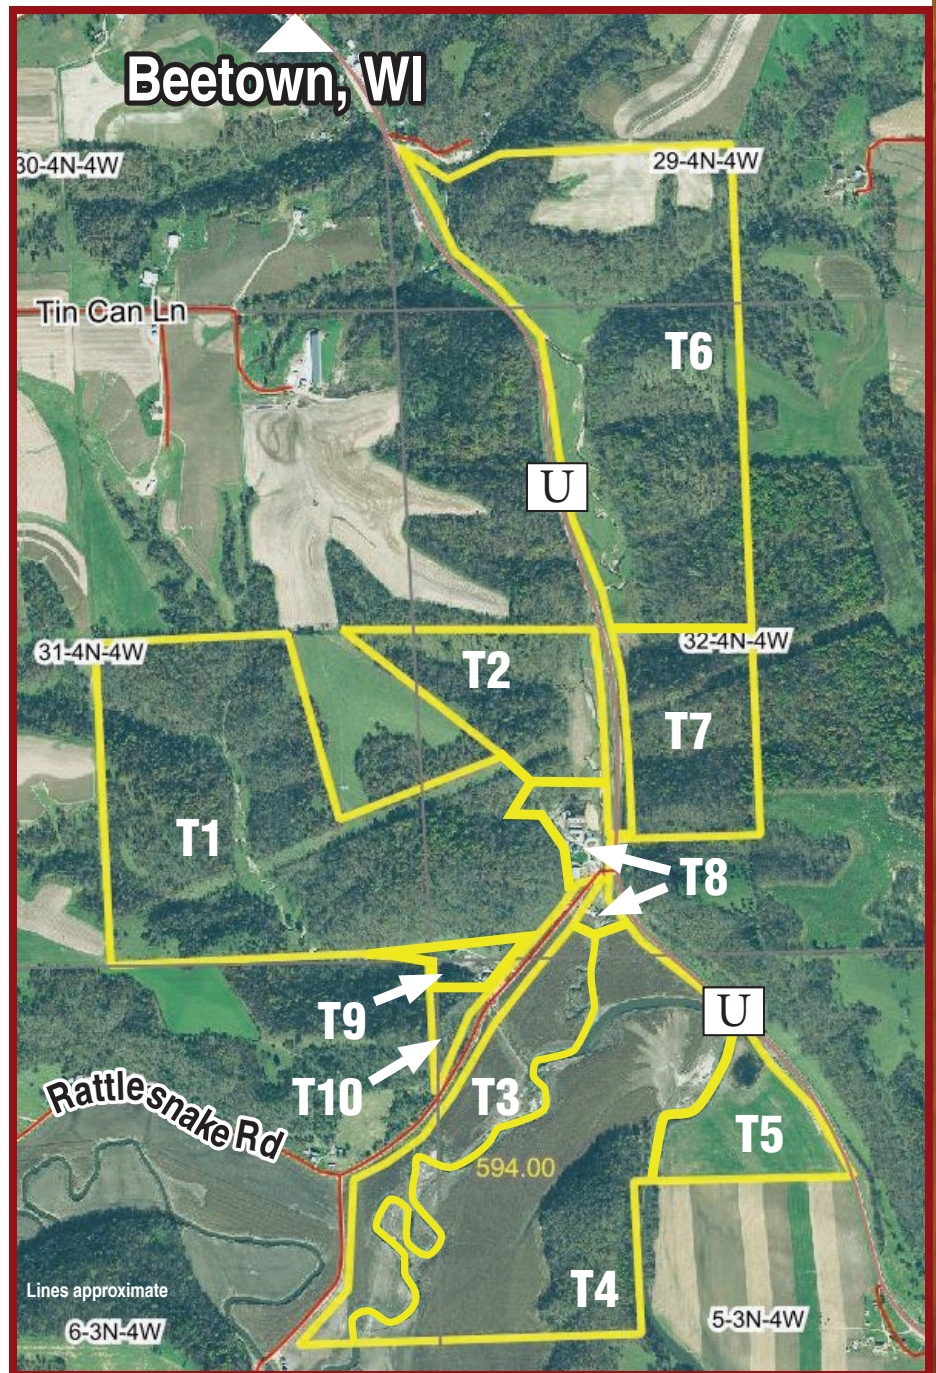 Beetown, WI
30-4N-4W
29-4N-4W
Tin Can Ln
T6
U
31-4N-4W
32-4N-4W
T2
T7
T1
T8
T9
U
T10
T3
Rattlesnake Rd
T5
594.00
Lines approximate
T4
6-3N-4W
5-3N-4W